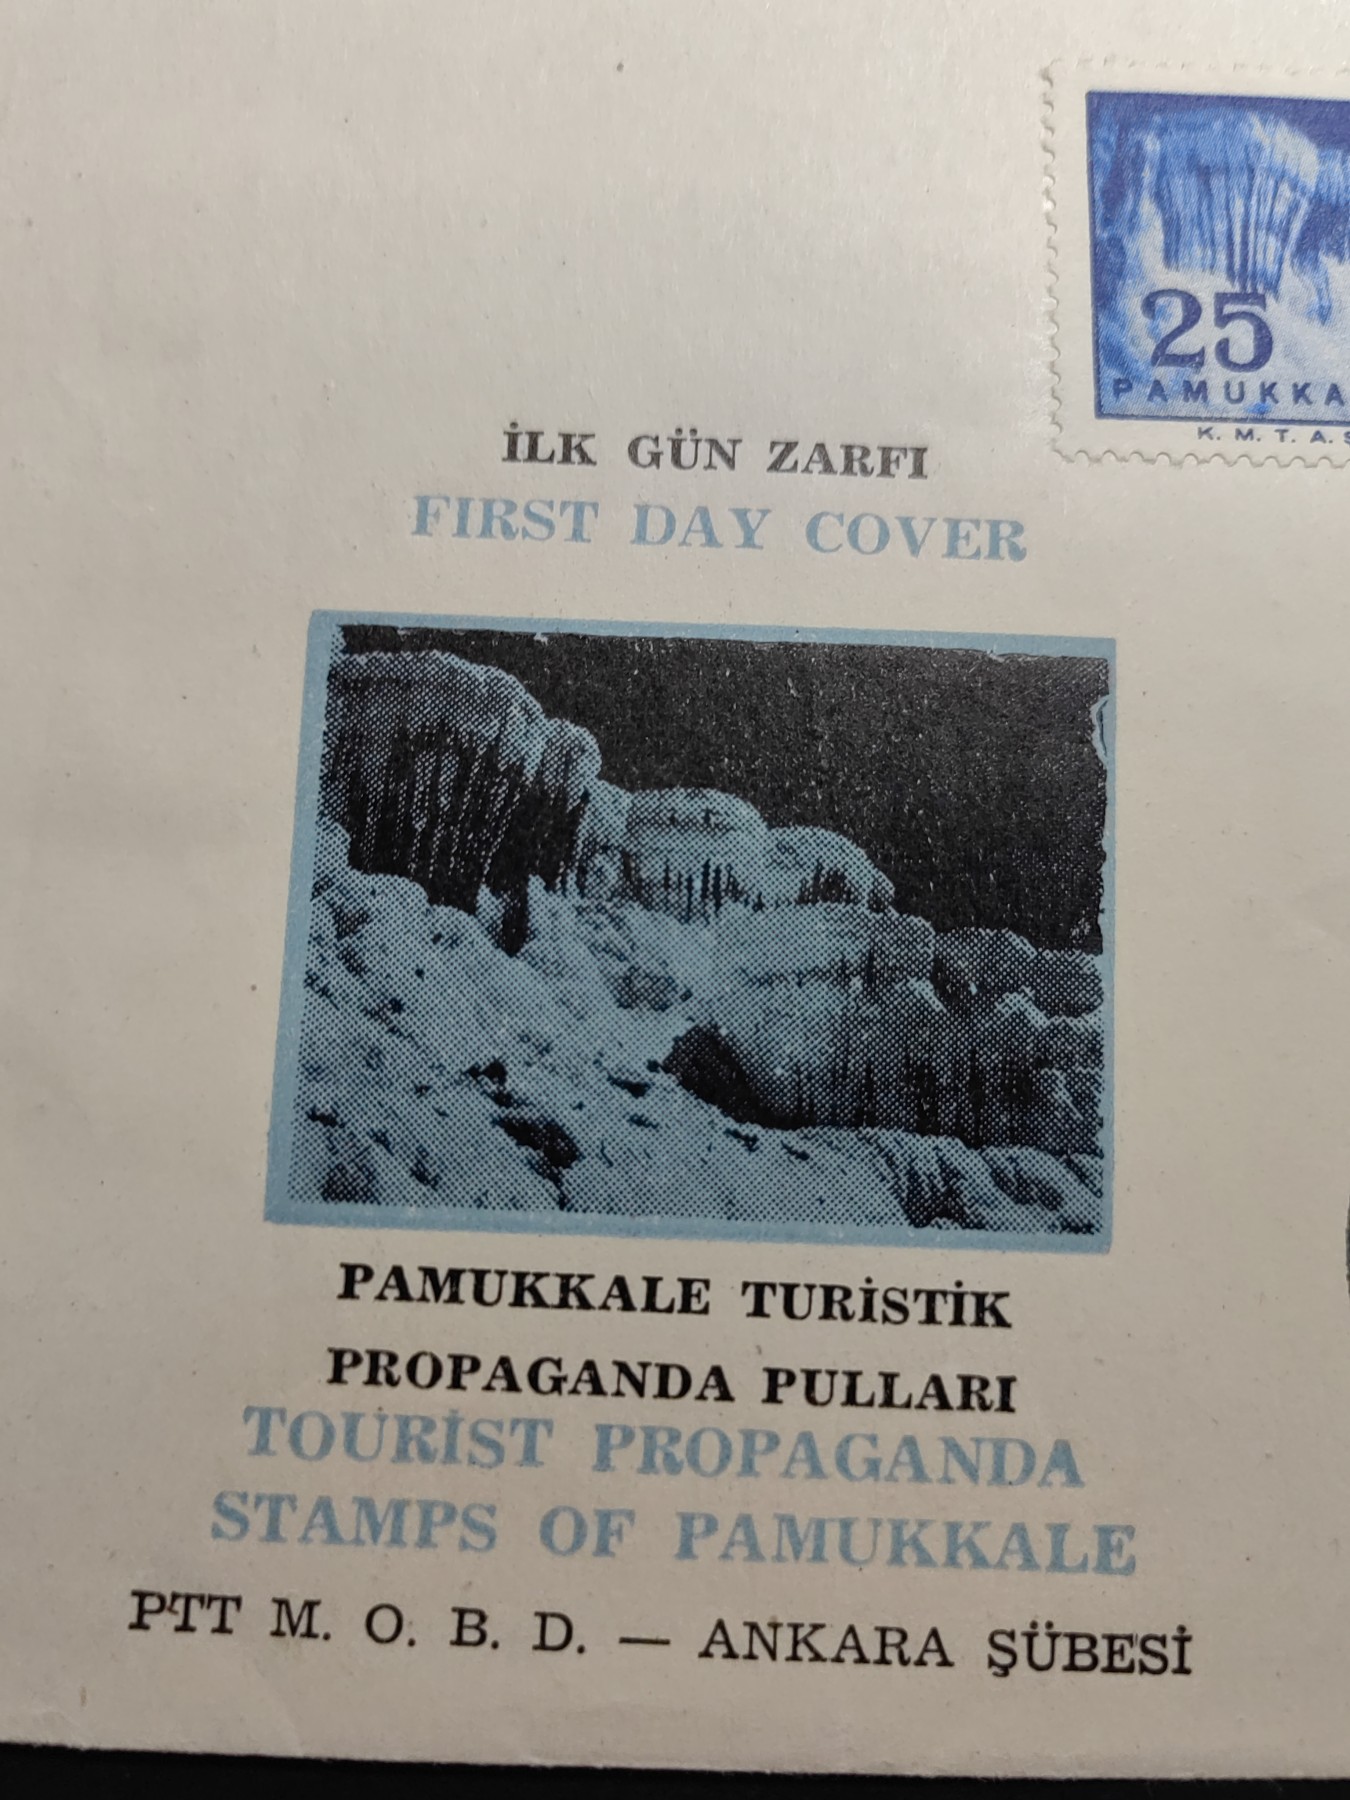 25
PAMUKKA
K. M. T. A. S
İLK GÜN ZARFI
FIRST DAY COVER
PAMUKKALE TURİSTİK
PROPAGANDA PULLARI
TOURİST PROPAGANDA
STAMPS OF PAMUKKALE
PTT M. O. B. D. — ANKARA ŞÜBESİ